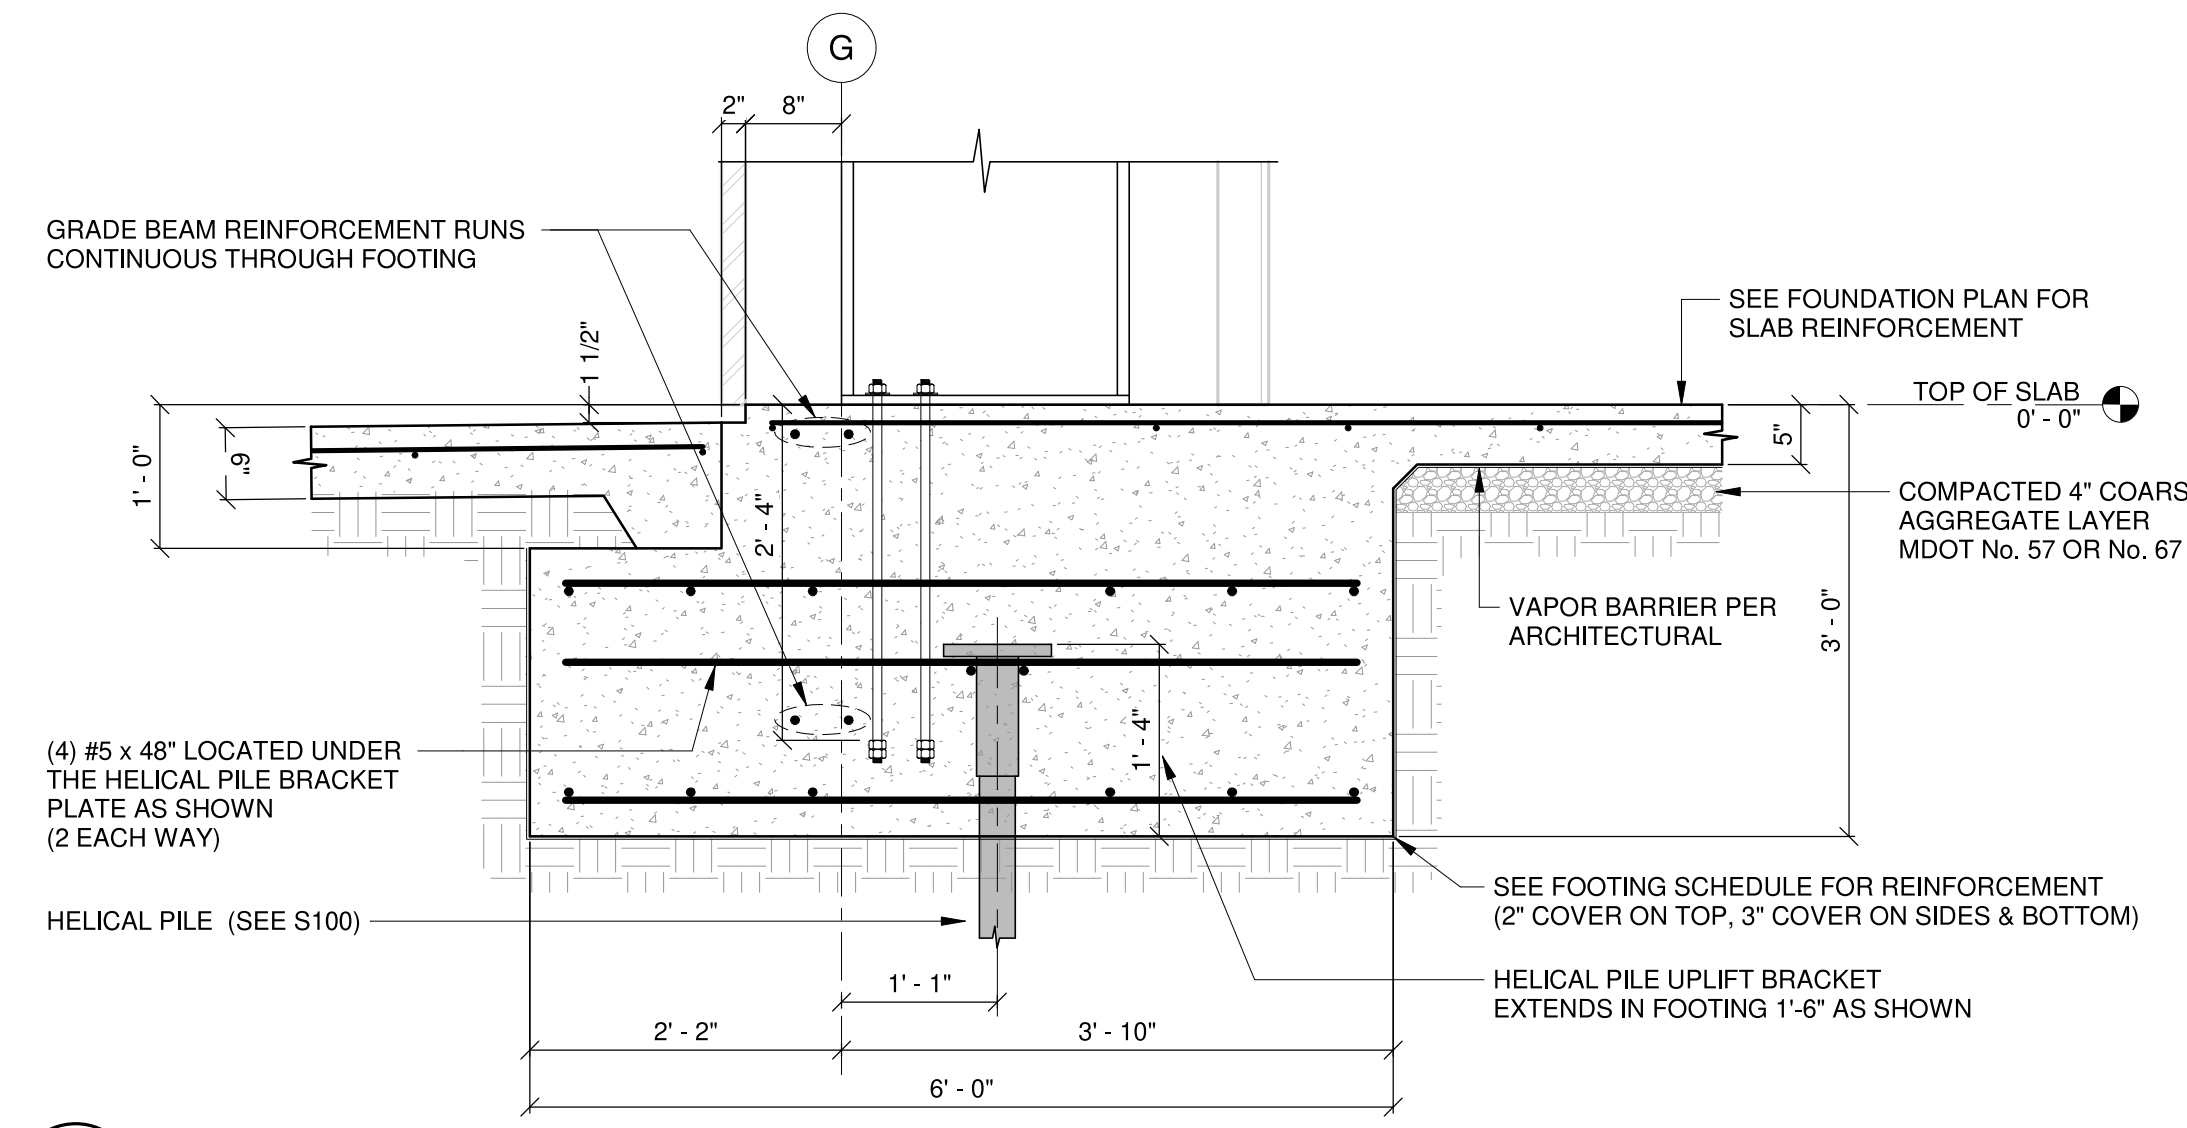 G
2" 8"
GRADE BEAM REINFORCEMENT RUNS
CONTINUOUS THROUGH FOOTING
SEE FOUNDATION PLAN FOR
SLAB REINFORCEMENT
1 1/2"
TOP OF SLAB
0' - 0"
1' - 0"
6"
5"
2' - 4"
COMPACTED 4" COARS
AGGREGATE LAYER
MDOT No. 57 OR No. 67
VAPOR BARRIER PER
ARCHITECTURAL
3' - 0"
1' - 4"
(4) #5 x 48" LOCATED UNDER
THE HELICAL PILE BRACKET
PLATE AS SHOWN
(2 EACH WAY)
HELICAL PILE (SEE S100)
SEE FOOTING SCHEDULE FOR REINFORCEMENT
(2" COVER ON TOP, 3" COVER ON SIDES & BOTTOM)
HELICAL PILE UPLIFT BRACKET
EXTENDS IN FOOTING 1'-6" AS SHOWN
1' - 1"
2' - 2" 3' - 10"
6' - 0"